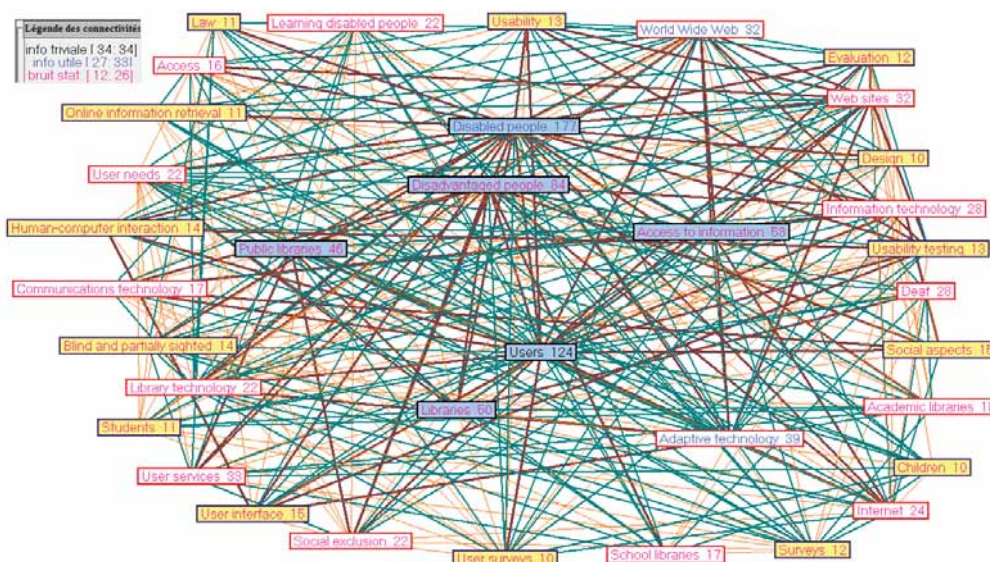 Légende des connectivités
info triviale [ 34: 34]
info utile [ 27: 33]
bruit stat. [ 12: 26]
Law 11
Learning disabled people 22
Usability 13
World Wide Web 32
Access 16
Evaluation 12
Online information retrieval 11
Web sites 32
Disabled people 177
Design 10
User needs 22
Disadvantaged people 84
Information technology 28
Human-computer interaction 14
Public libraries 46
Access to information 53
Usability testing 13
Communications technology 17
Deaf 28
Blind and partially sighted 14
Users 124
Social aspects 15
Library technology 22
Libraries 60
Academic libraries
Students 11
Adaptive technology 39
User services 33
Children 10
User interface 15
Internet 24
Social exclusion 22
User surveys 10
School libraries 17
Surveys 12